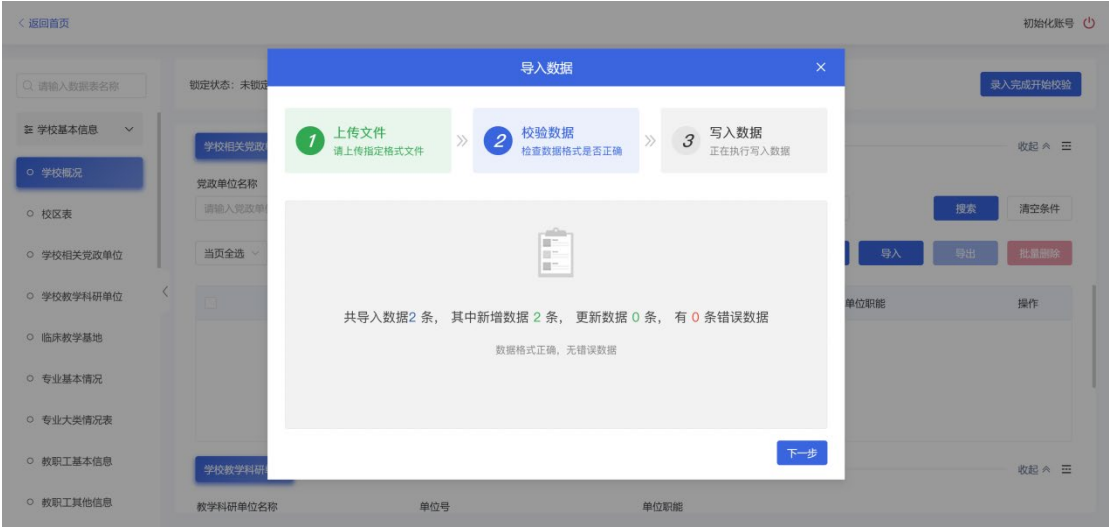 返回首页
初始化账号
请输入数据表名称
锁定状态：未锁定
录入完成开始校验
导入数据
1
上传文件
请上传指定格式文件
2
校验数据
检查数据格式是否正确
3
写入数据
正在执行写入数据
学校基本信息
学校相关党政
收起
学校概况
党政单位名称
请输入党政单
搜索
清空条件
校区表
当页全选
导入
导出
批量删除
学校相关党政单位
学校教学科研单位
单位职能
操作
共导入数据2 条， 其中新增数据 2 条， 更新数据 0 条， 有 0 条错误数据
数据格式正确，无错误数据
临床教学基地
专业基本情况
专业大类情况表
下一步
教职工基本信息
学校教学科研
收起
教职工其他信息
教学科研单位名称
单位号
单位职能